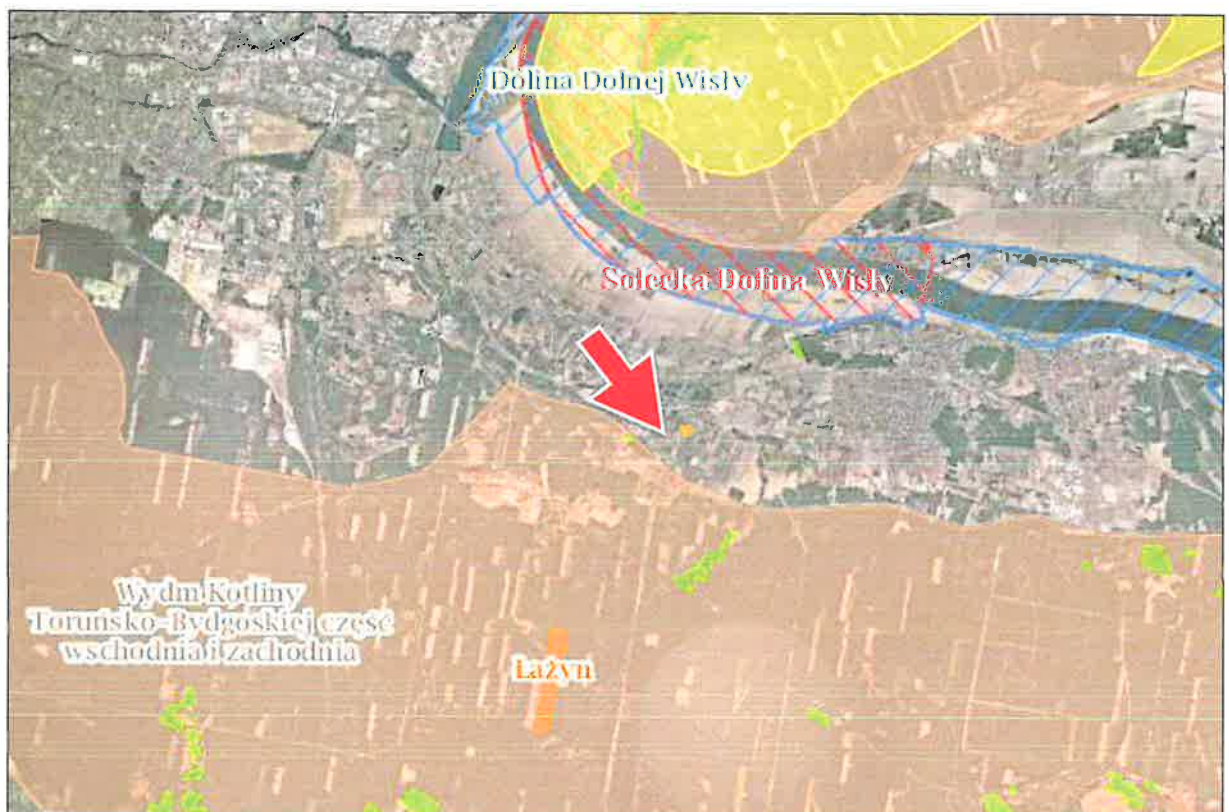 Dolina Dolnej Wisły
Solecka Dolina Wisły
Wydm Kotliny
Toruńsko-Bydgoskiej część
wschodnia i zachodnia
Łażyn